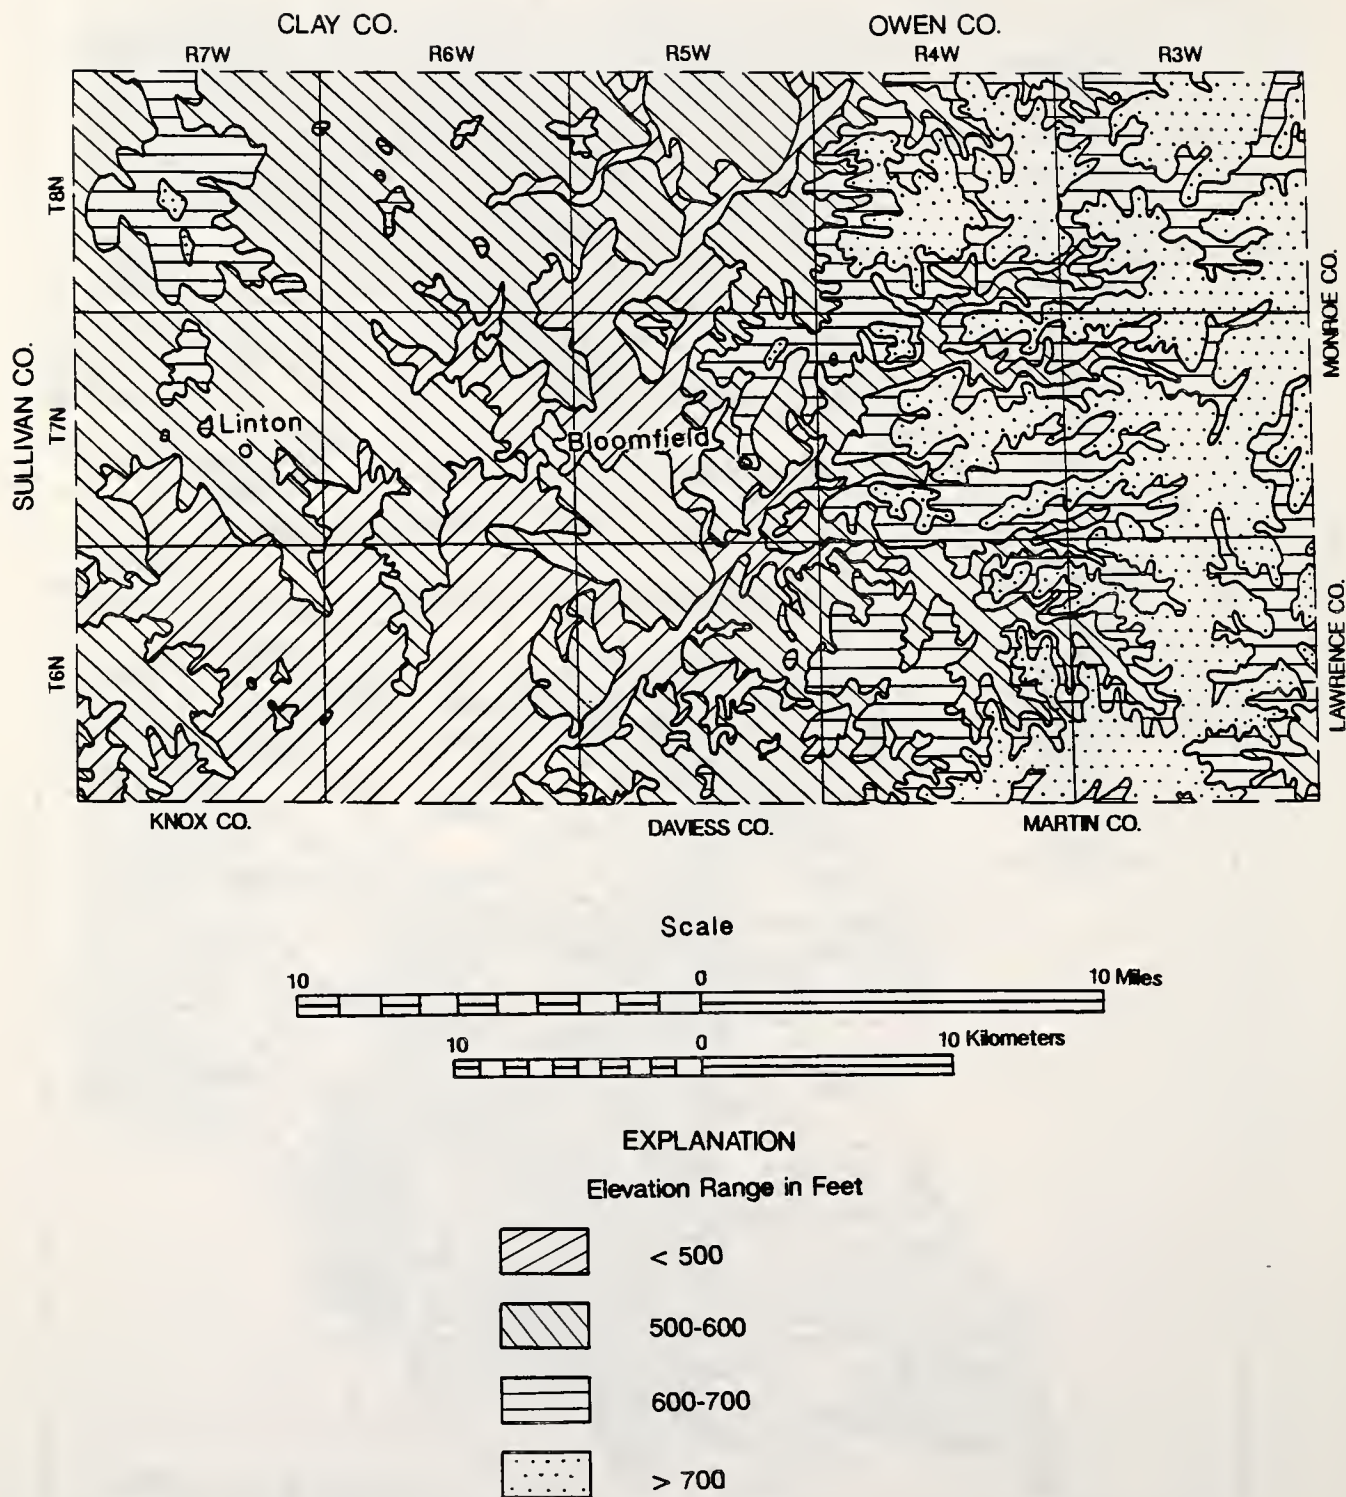 CLAY CO. OWEN CO.
R7W R6W R5W R4W R3W
T8N
MONROE CO.
SULLIVAN CO.
T7N
Linton
Bloomfield
T6N
LAWRENCE CO.
KNOX CO. DAVIESS CO. MARTIN CO.
Scale
10 0 10 Miles
10 0 10 Kilometers
EXPLANATION
Elevation Range in Feet
< 500
500-600
600-700
> 700